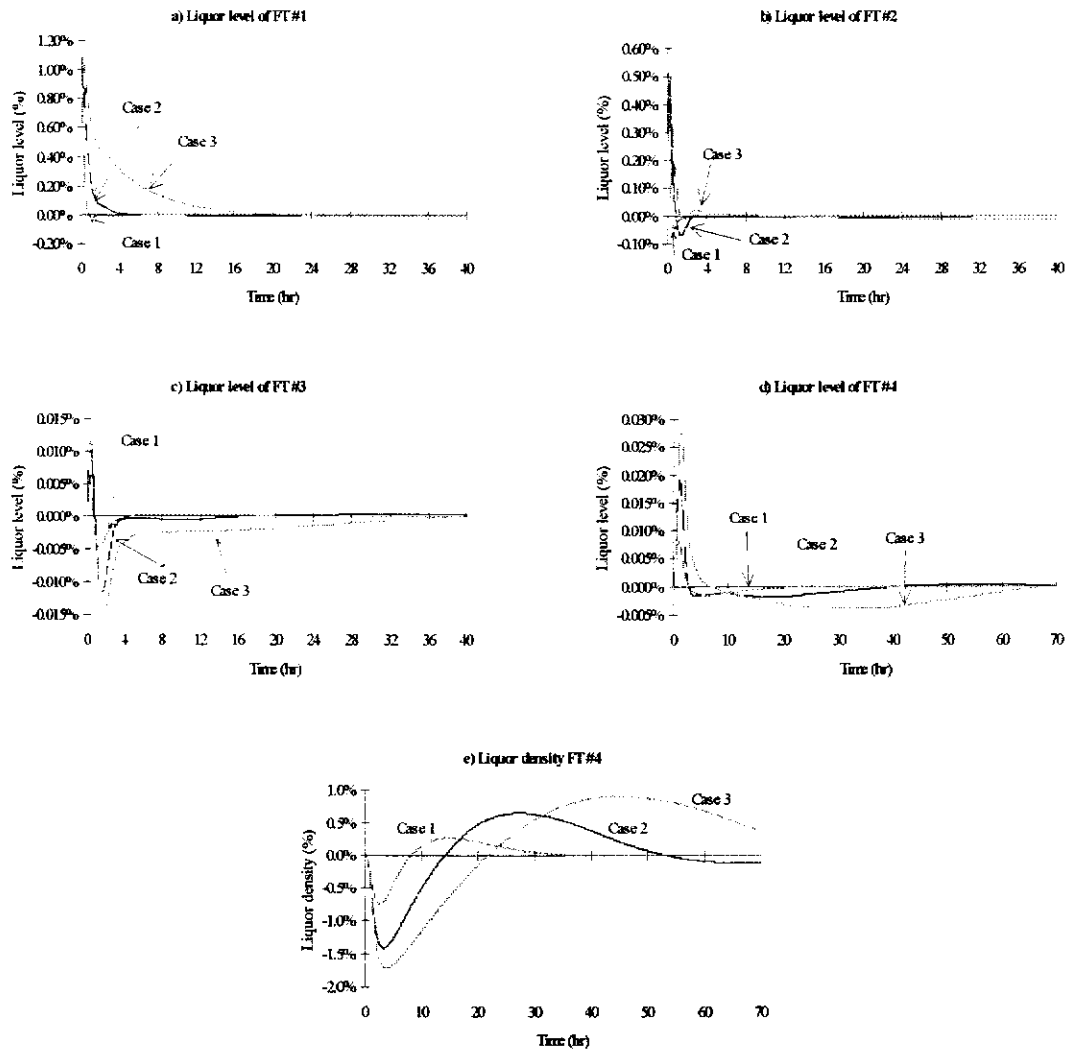 a) Liquor level of FT#1
Liquor level (%)
1.20%
1.00%
0.80%
0.60%
0.40%
0.20%
0.00%
-0.20%
Case 2
Case 3
Case 1
0 4 8 12 16 20 24 28 32 36 40
Time (hr)
b) Liquor level of FT#2
Liquor level (%)
0.60%
0.50%
0.40%
0.30%
0.20%
0.10%
0.00%
-0.10%
Case 3
Case 2
Case 1
0 4 8 12 16 20 24 28 32 36 40
Time (hr)
c) Liquor level of FT#3
Liquor level (%)
0.015%
0.010%
0.005%
0.000%
-0.005%
-0.010%
-0.015%
Case 1
Case 2
Case 3
0 4 8 12 16 20 24 28 32 36 40
Time (hr)
d) Liquor level of FT#4
Liquor level (%)
0.030%
0.025%
0.020%
0.015%
0.010%
0.005%
0.000%
-0.005%
Case 1
Case 2
Case 3
0 10 20 30 40 50 60 70
Time (hr)
e) Liquor density FT#4
Liquor density (%)
1.0%
0.5%
0.0%
-0.5%
-1.0%
-1.5%
-2.0%
Case 1
Case 2
Case 3
0 10 20 30 40 50 60 70
Time (hr)